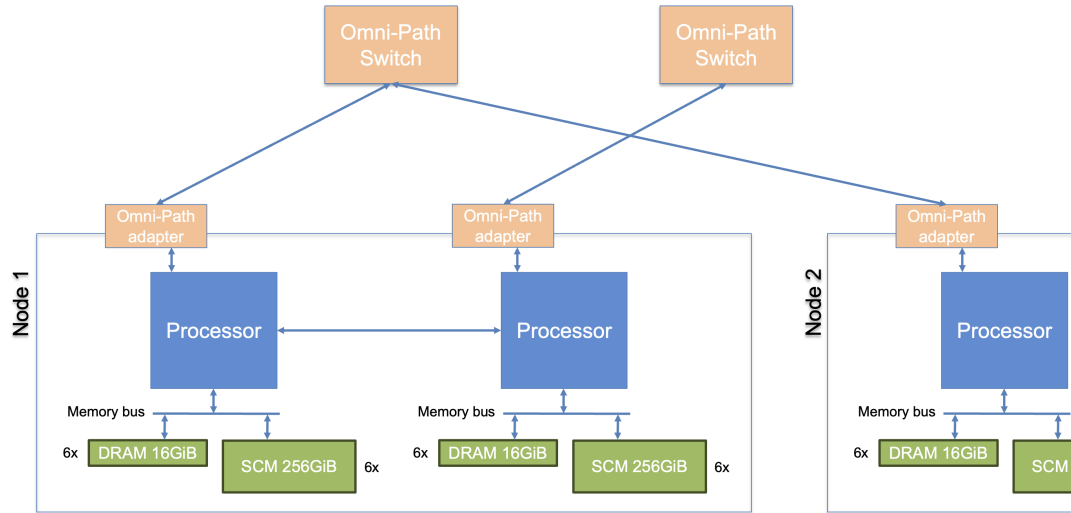 Omni-Path
Switch
Omni-Path
Switch
Omni-Path
adapter
Omni-Path
adapter
Omni-Path
adapter
Node 1
Processor
Processor
Node 2
Processor
Memory bus
Memory bus
Memory bus
6x
DRAM 16GiB
SCM 256GiB
6x
6x
DRAM 16GiB
SCM 256GiB
6x
6x
DRAM 16GiB
SCM